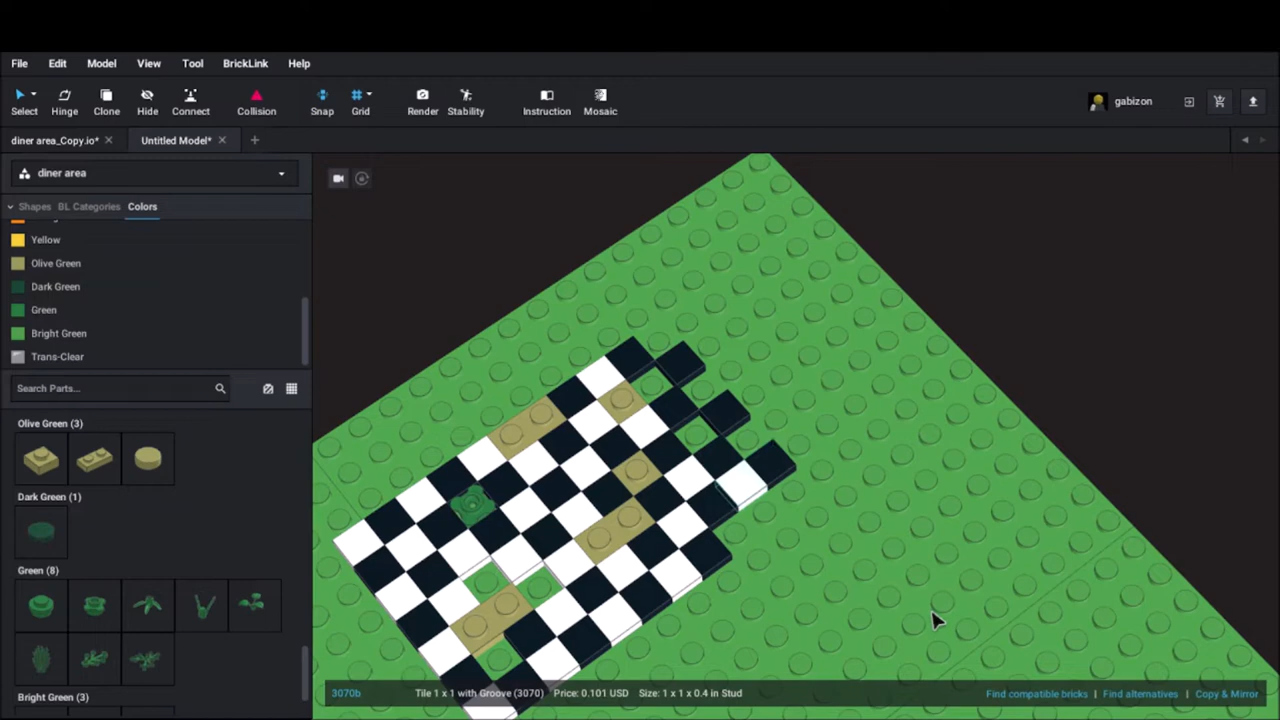 File Edit Model View Tool BrickLink Help
Select Hinge Clone Hide Connect Collision Snap Grid Render Stability Instruction Mosaic gabizon
diner area_Copy.io* Untitled Model*
diner area
Shapes BL Categories Colors
Yellow
Olive Green
Dark Green
Green
Bright Green
Trans-Clear
Search Parts...
Olive Green (3)
Dark Green (1)
Green (8)
Bright Green (3)
3070b Tile 1 x 1 with Groove (3070) Price: 0.101 USD Size: 1 x 1 x 0.4 in Stud Find compatible bricks | Find alternatives | Copy & Mirror